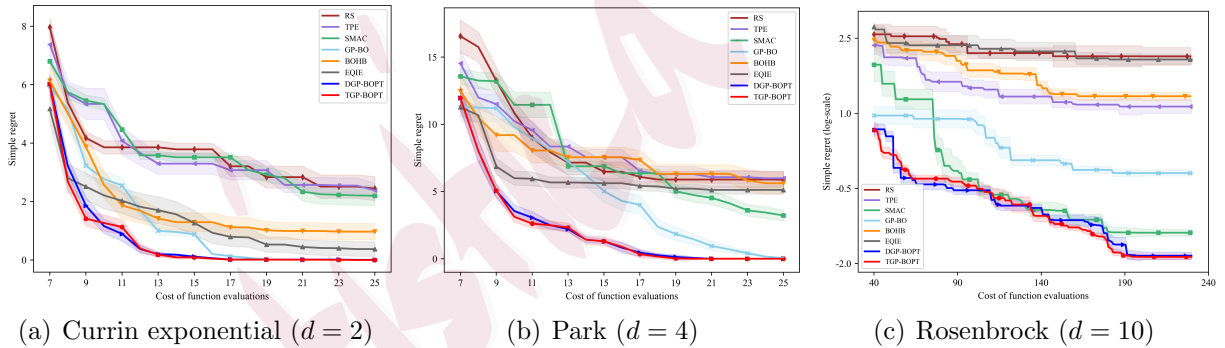 8
6
4
2
0
Simple regret
7 9 11 13 15 17 19 21 23 25
Cost of function evaluations
RS
TPE
SMAC
GP-BO
BOHB
EQIE
DGP-BOPT
TGP-BOPT
(a) Currin exponential (d = 2)
15
10
5
0
Simple regret
7 9 11 13 15 17 19 21 23 25
Cost of function evaluations
RS
TPE
SMAC
GP-BO
BOHB
EQIE
DGP-BOPT
TGP-BOPT
(b) Park (d = 4)
2.5
1.0
-0.5
-2.0
Simple regret (log-scale)
40 90 140 190 240
Cost of function evaluations
RS
TPE
SMAC
GP-BO
BOHB
EQIE
DGP-BOPT
TGP-BOPT
(c) Rosenbrock (d = 10)